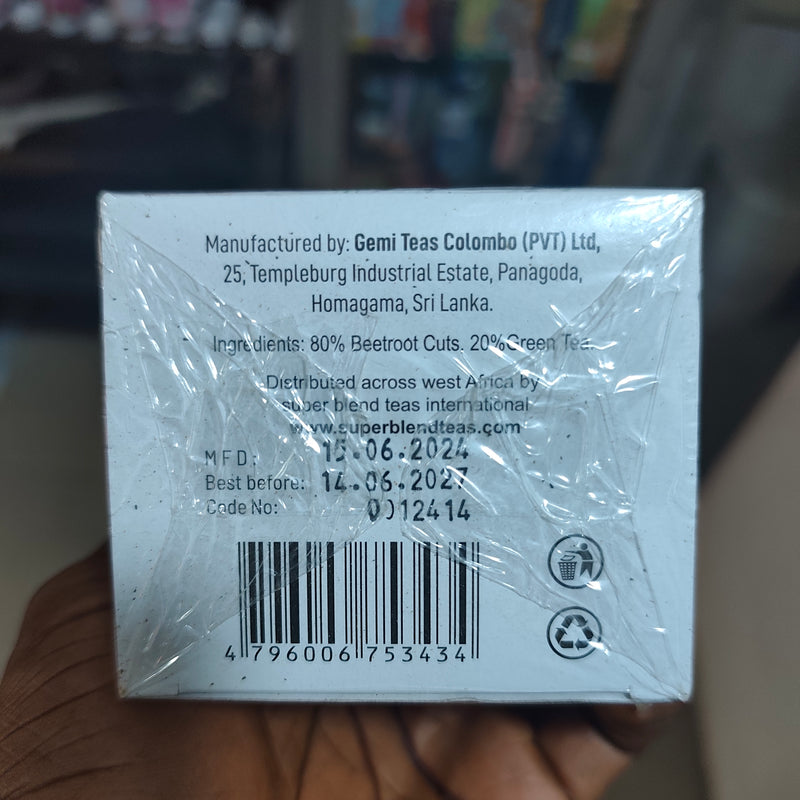 Manufactured by: Gemi Teas Colombo (PVT) Ltd,
25, Templeburg Industrial Estate, Panagoda,
Homagama, Sri Lanka.
Ingredients: 80% Beetroot Cuts. 20%Green Tea.
Distributed across west Africa by
super blend teas international
www.superblendteas.com
MFD: 15.06.2024
Best before: 14.06.2027
Code No: 0012414
4 796006 753434